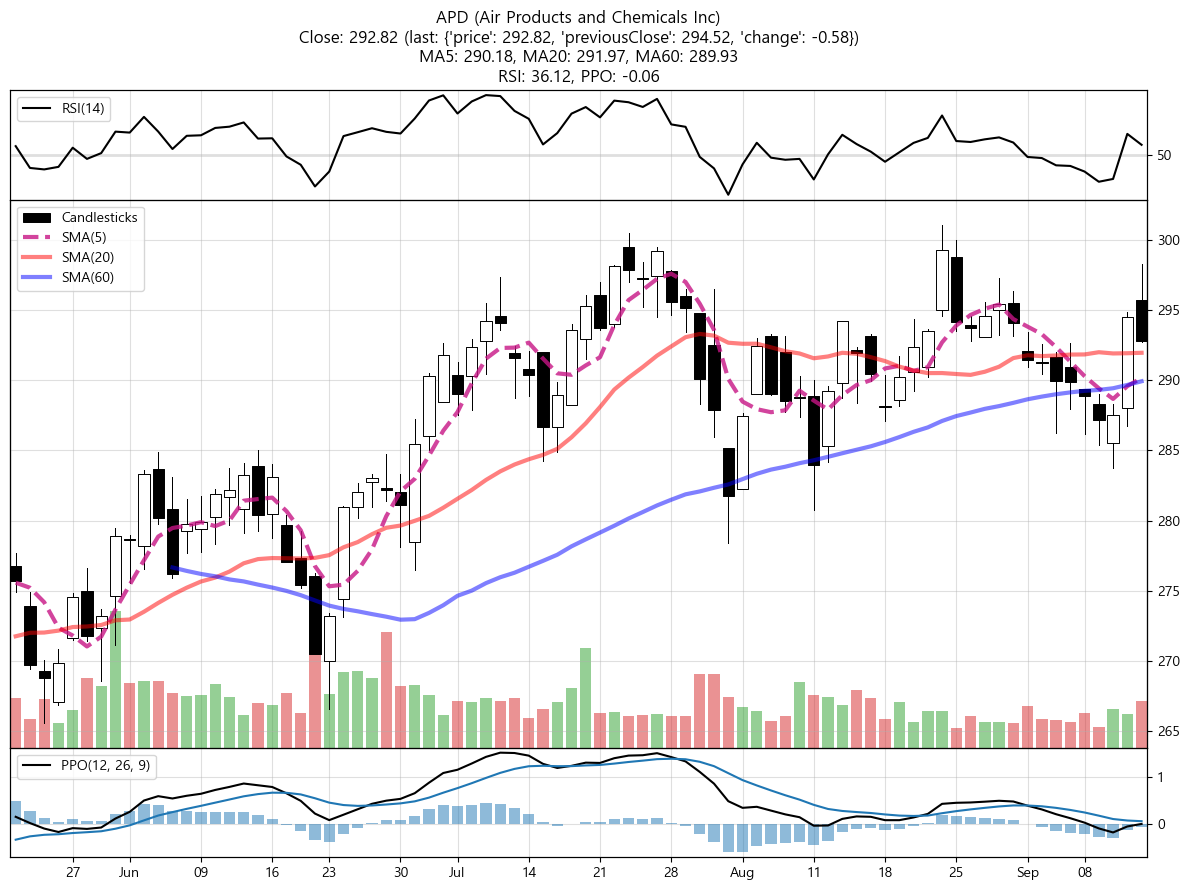 APD (Air Products and Chemicals Inc)
Close: 292.82 (last: {'price': 292.82, 'previousClose': 294.52, 'change': -0.58})
MA5: 290.18, MA20: 291.97, MA60: 289.93
RSI: 36.12, PPO: -0.06
RSI(14)
50
Candlesticks
SMA(5)
SMA(20)
SMA(60)
300
295
290
285
280
275
270
265
PPO(12, 26, 9)
1
0
27 Jun 09 16 23 30 Jul 14 21 28 Aug 11 18 25 Sep 08